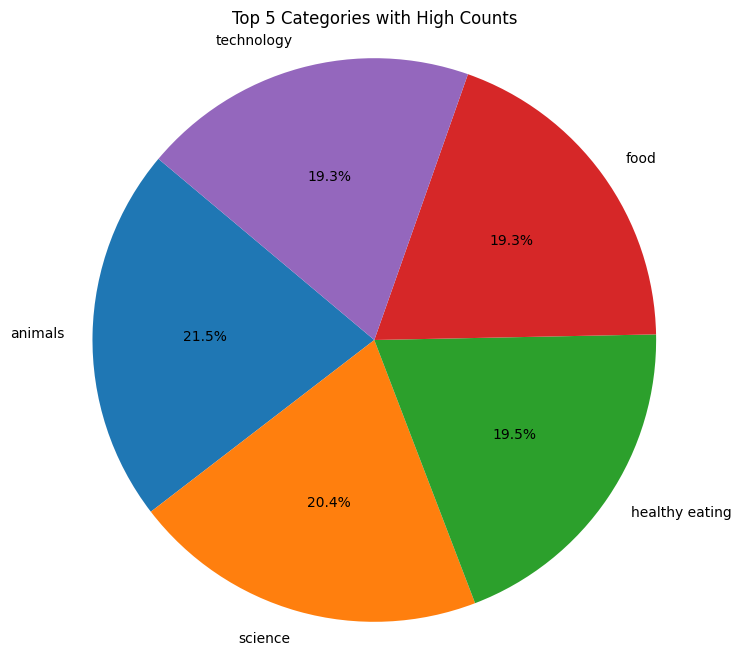 Top 5 Categories with High Counts
technology
food
19.3%
19.3%
animals
21.5%
19.5%
20.4%
healthy eating
science